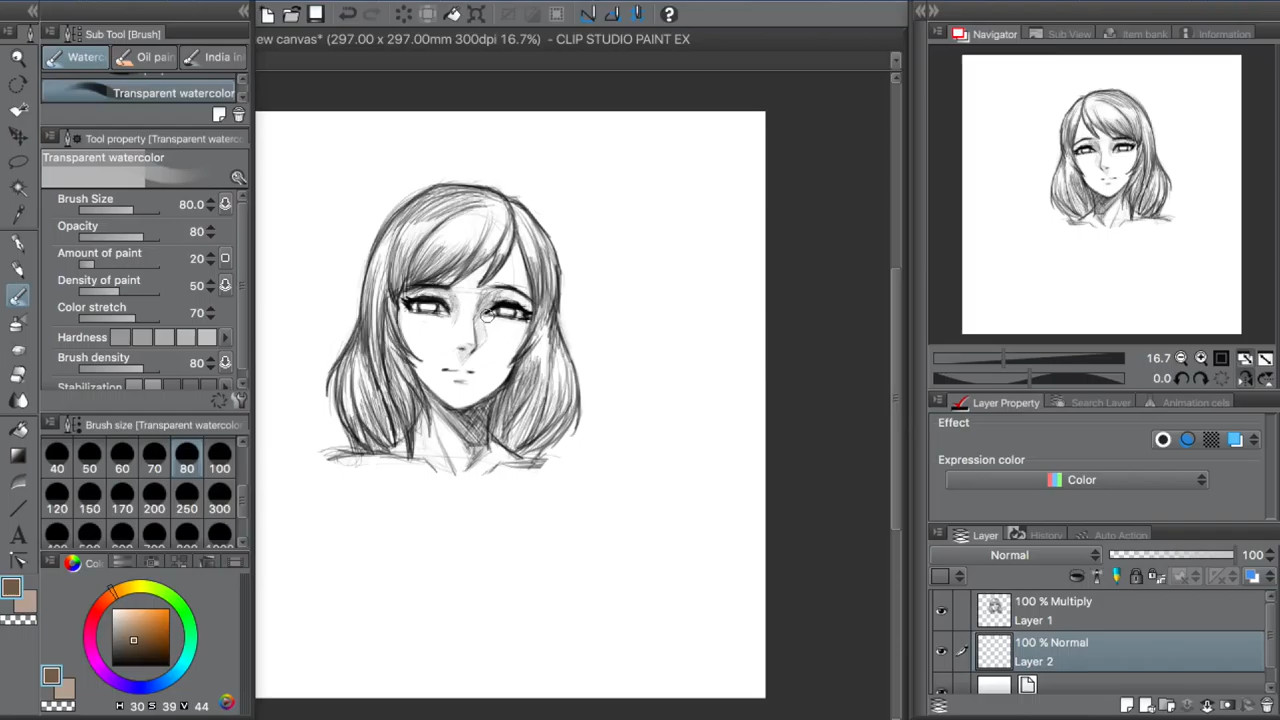 Sub Tool [Brush]
Waterc
Oil pain
India in
Transparent watercolor
Tool property [Transparent waterc
Transparent watercolor
Brush Size 80.0
Opacity 80
Amount of paint 20
Density of paint 50
Color stretch 70
Hardness
Brush density 80
Stabilization
Brush size [Transparent watercolor
40 50 60 70 80 100
120 150 170 200 250 300
Co
H 30 S 39 V 44
ew canvas* (297.00 x 297.00mm 300dpi 16.7%) - CLIP STUDIO PAINT EX
Navigator Sub View Item bank Information
16.7
0.0
Layer Property Search Layer Animation cels
Effect
Expression color
Color
Layer History Auto Action
Normal 100
100 % Multiply
Layer 1
100 % Normal
Layer 2
A
?